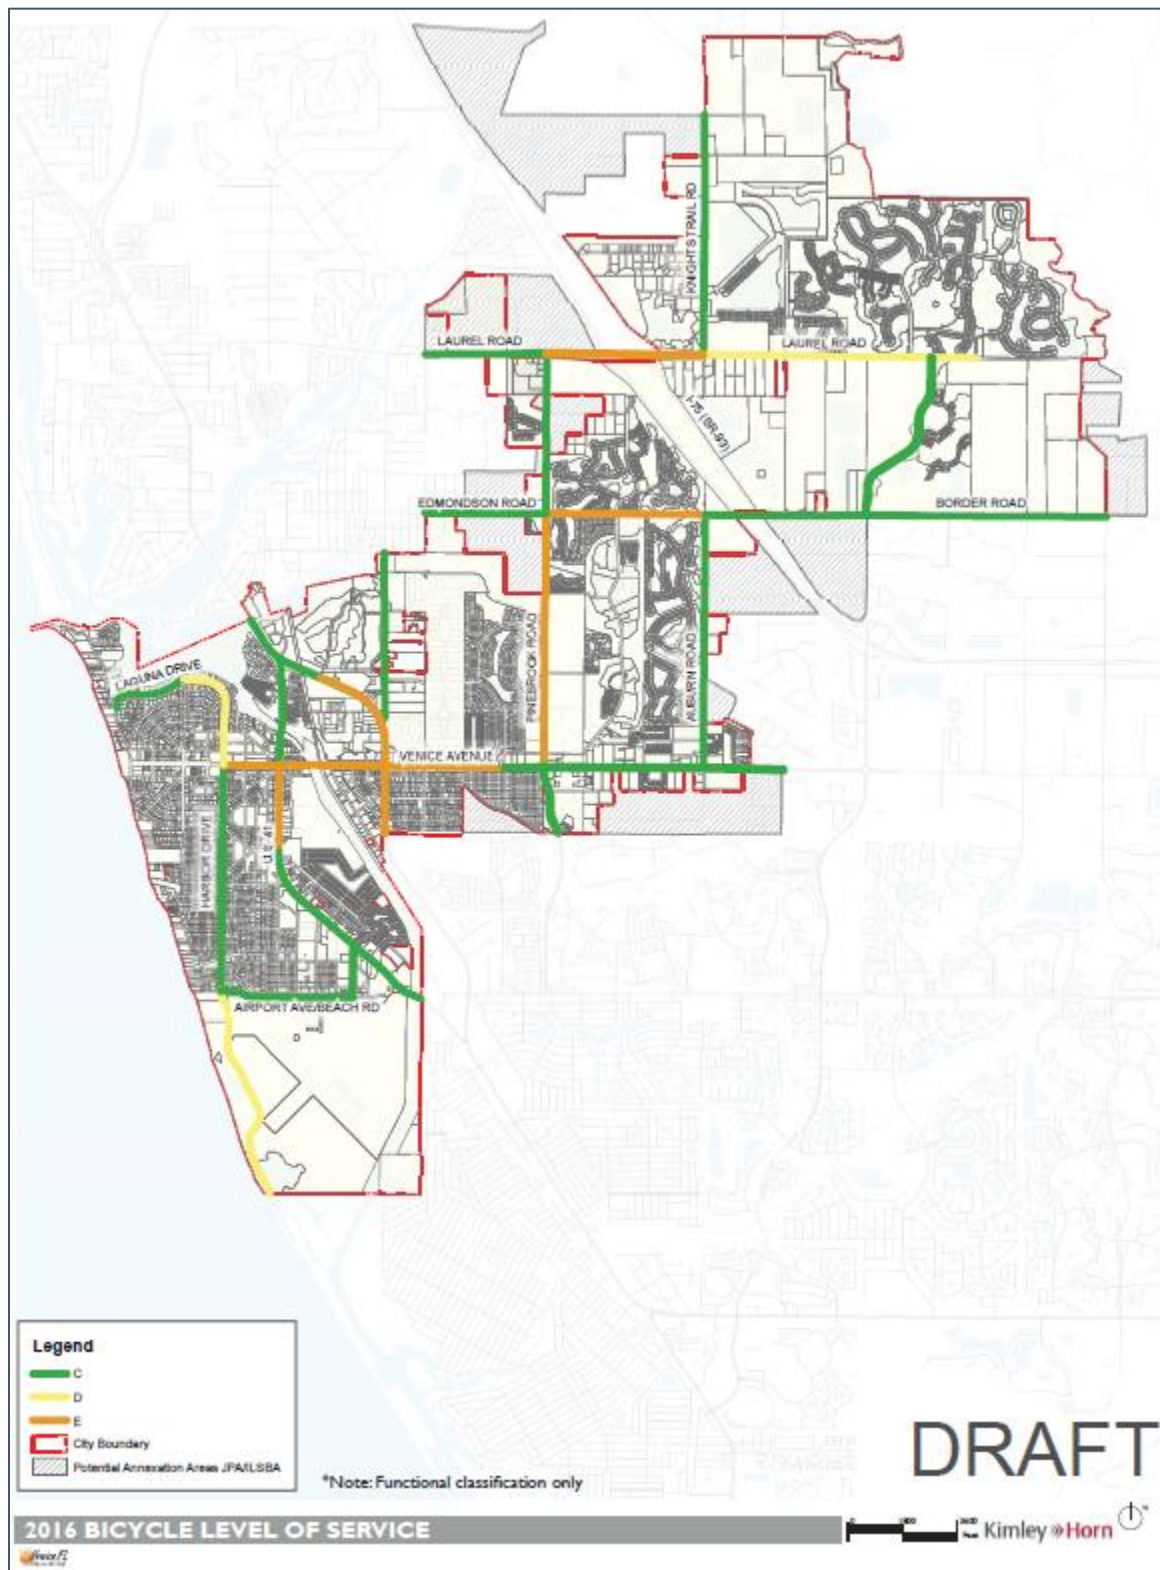 KNIGHTS TRAIL RD
LAUREL ROAD
LAUREL ROAD
I-75 (SR-93)
EDMONDSON ROAD
BORDER ROAD
PINEBROOK ROAD
AUBURN ROAD
LAGUNA DRIVE
VENICE AVENUE
HARBOR DRIVE
U.S. 41
AIRPORT AVE/BEACH RD
Legend
C
D
E
City Boundary
Potential Annexation Areas JPA/ILSBA
*Note: Functional classification only
DRAFT
2016 BICYCLE LEVEL OF SERVICE
Kimley»Horn